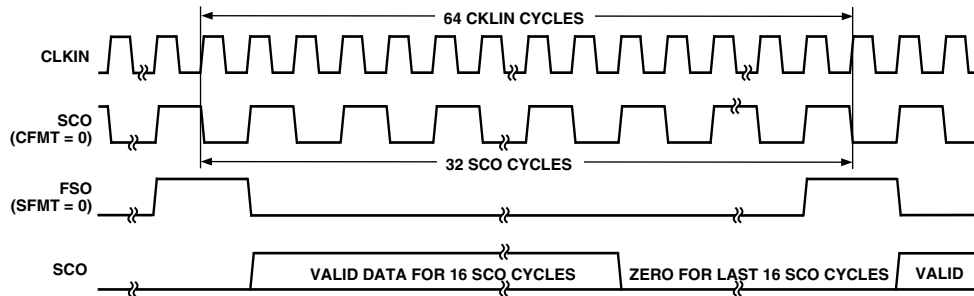 64 CKLIN CYCLES
CLKIN
SCO
(CFMT = 0)
32 SCO CYCLES
FSO
(SFMT = 0)
SCO
VALID DATA FOR 16 SCO CYCLES
ZERO FOR LAST 16 SCO CYCLES
VALID